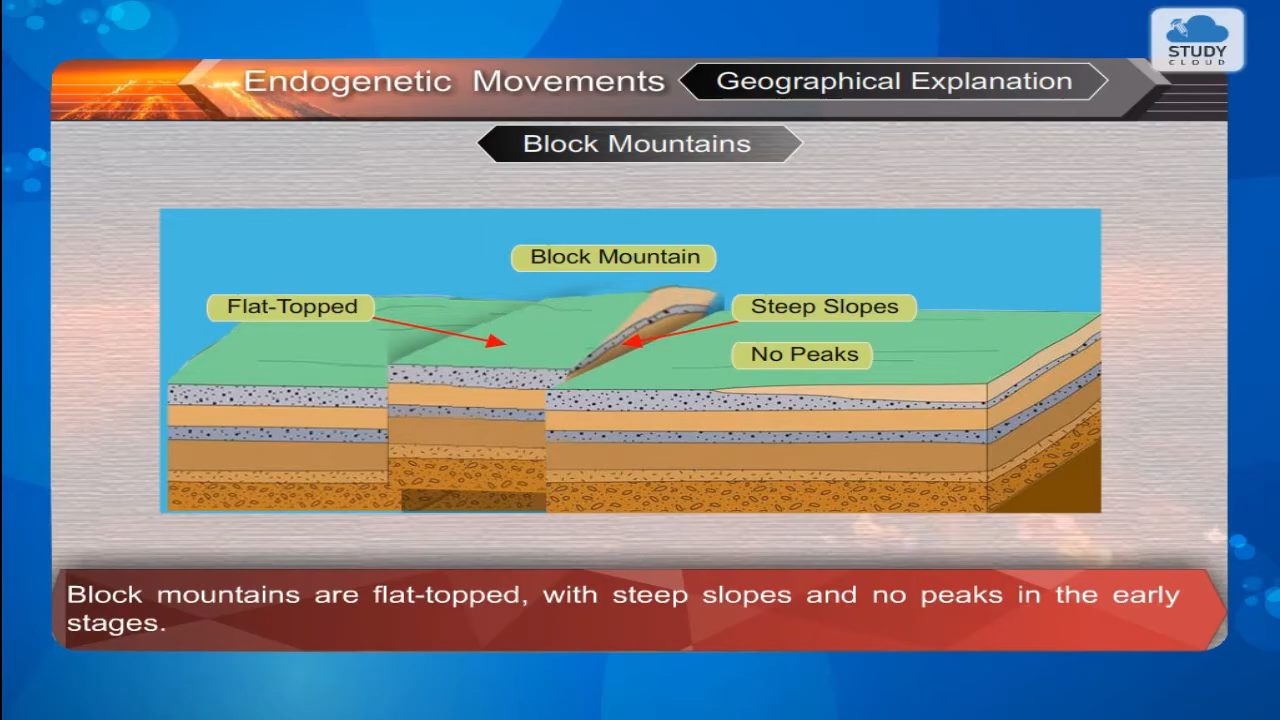 STUDY
CLOUD
Endogenetic Movements
Geographical Explanation
Block Mountains
Block Mountain
Flat-Topped
Steep Slopes
No Peaks
Block mountains are flat-topped, with steep slopes and no peaks in the early
stages.